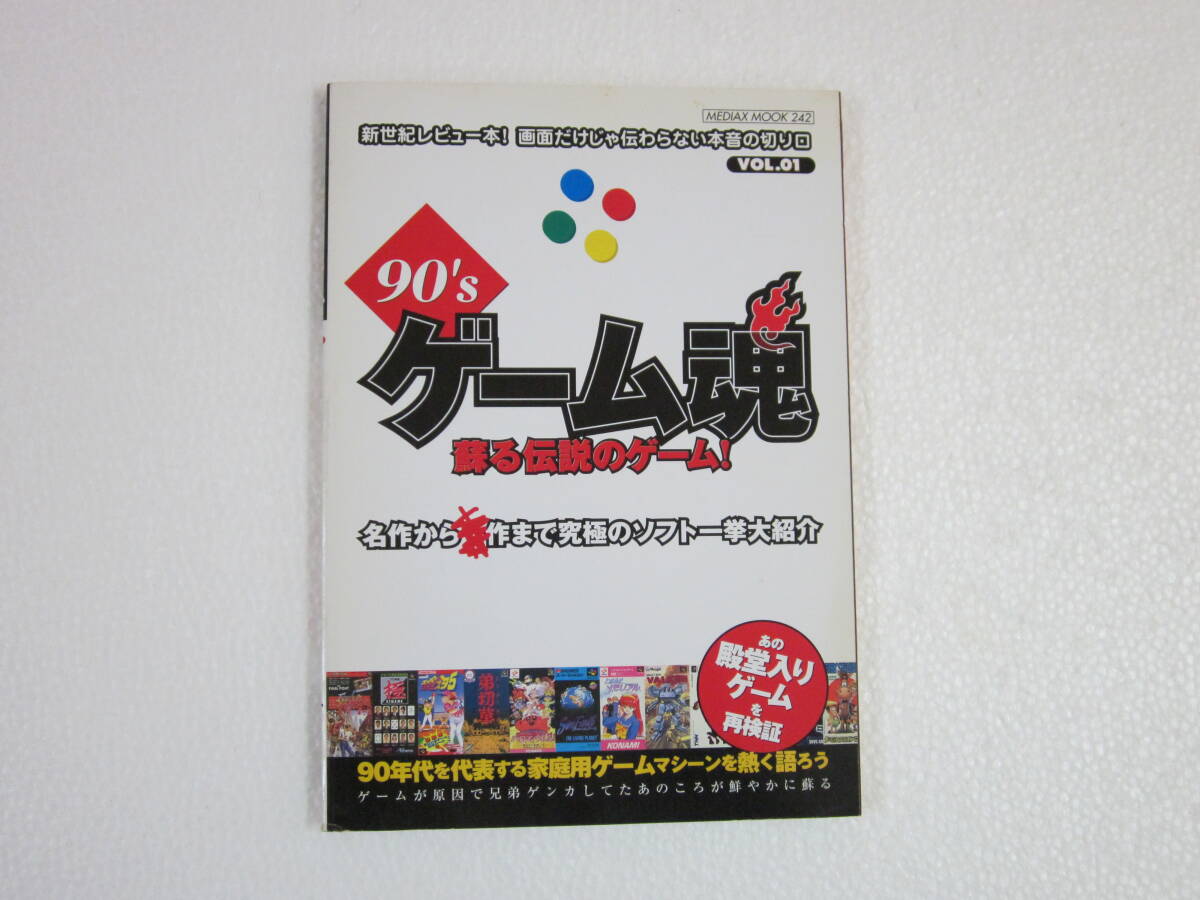 MEDIAX MOOK 242
新世紀レビュー本! 画面だけじゃ伝わらない本音の切り口
VOL.01
90's
ゲーム魂
蘇る伝説のゲーム!
名作から 作まで究極のソフト一挙大紹介
あの
殿堂入り
ゲーム
を
再検証
極
'96
弟切草
KONAMI
90年代を代表する家庭用ゲームマシーンを熱く語ろう
ゲームが原因で兄弟ゲンカしてたあのころが鮮やかに蘇る